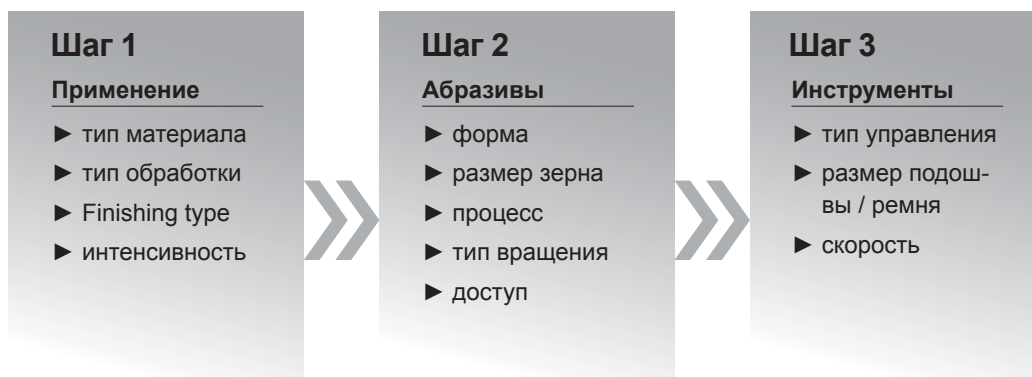 Шаг 1
Применение
► тип материала
► тип обработки
► Finishing type
► интенсивность
Шаг 2
Абразивы
► форма
► размер зерна
► процесс
► тип вращения
► доступ
Шаг 3
Инструменты
► тип управления
► размер подош-
вы / ремня
► скорость